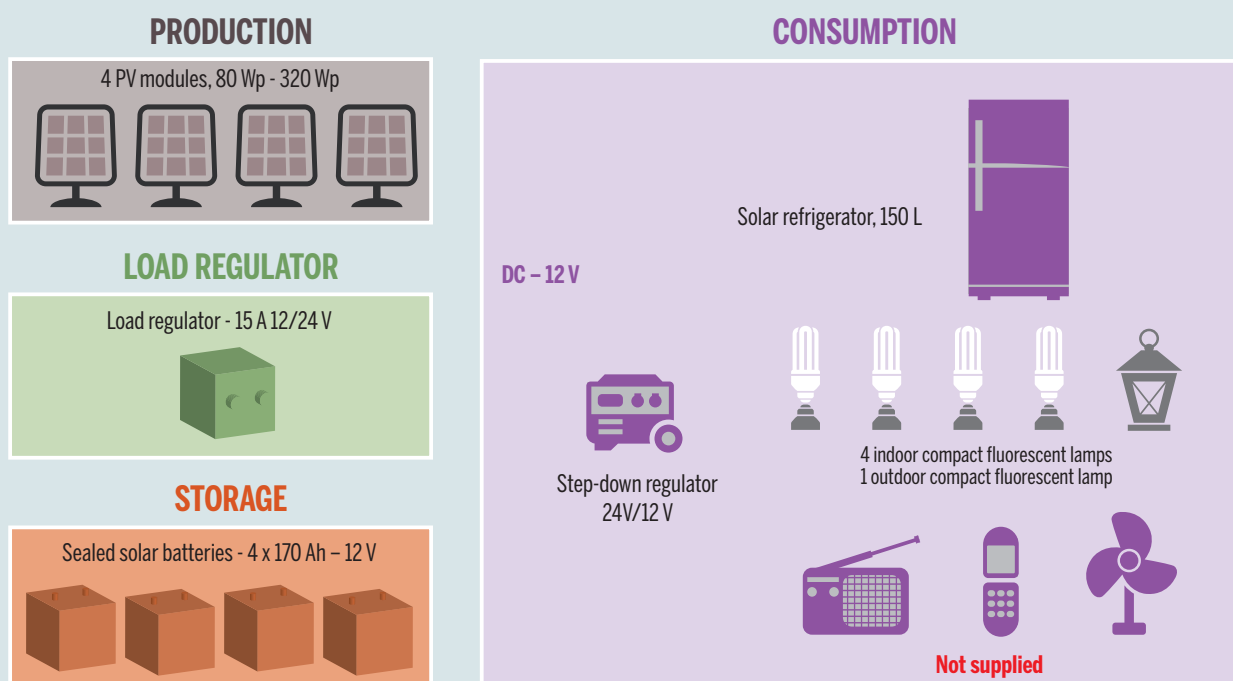 PRODUCTION
4 PV modules, 80 Wp - 320 Wp
LOAD REGULATOR
Load regulator - 15 A 12/24 V
STORAGE
Sealed solar batteries - 4 x 170 Ah – 12 V
CONSUMPTION
Solar refrigerator, 150 L
DC – 12 V
4 indoor compact fluorescent lamps
1 outdoor compact fluorescent lamp
Step-down regulator
24V/12 V
Not supplied